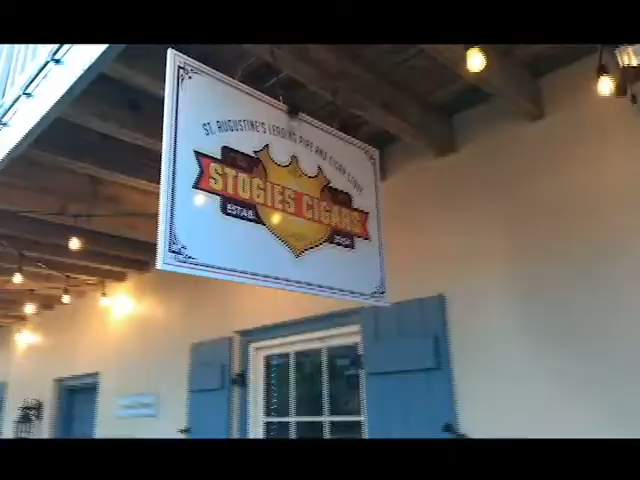 ST. AUGUSTINE'S LEADING PIPE AND CIGAR STORE
STOGIES CIGARS
ESTAB.